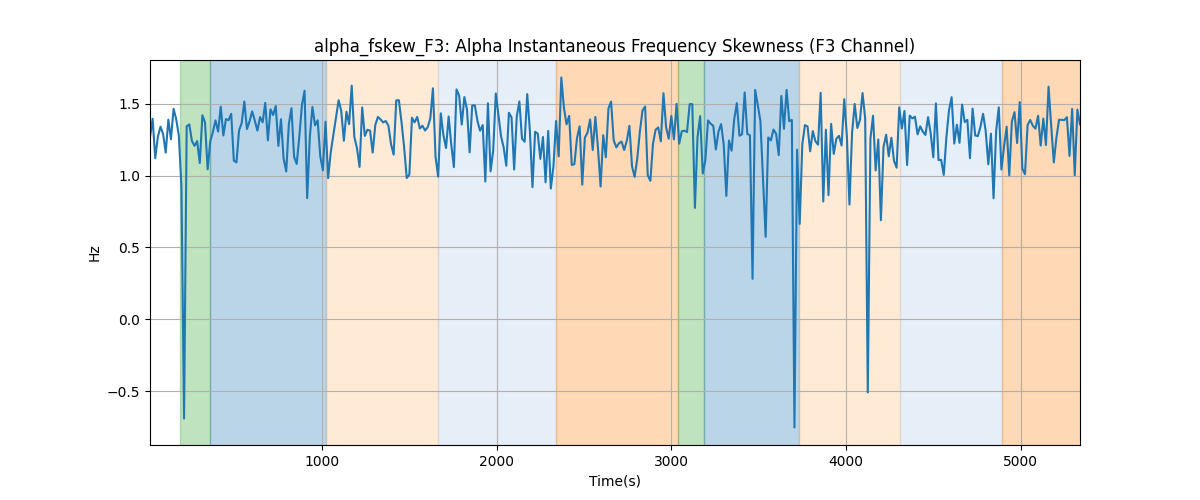 alpha_fskew_F3: Alpha Instantaneous Frequency Skewness (F3 Channel)
1.5
1.0
0.5
0.0
−0.5
Hz
1000 2000 3000 4000 5000
Time(s)